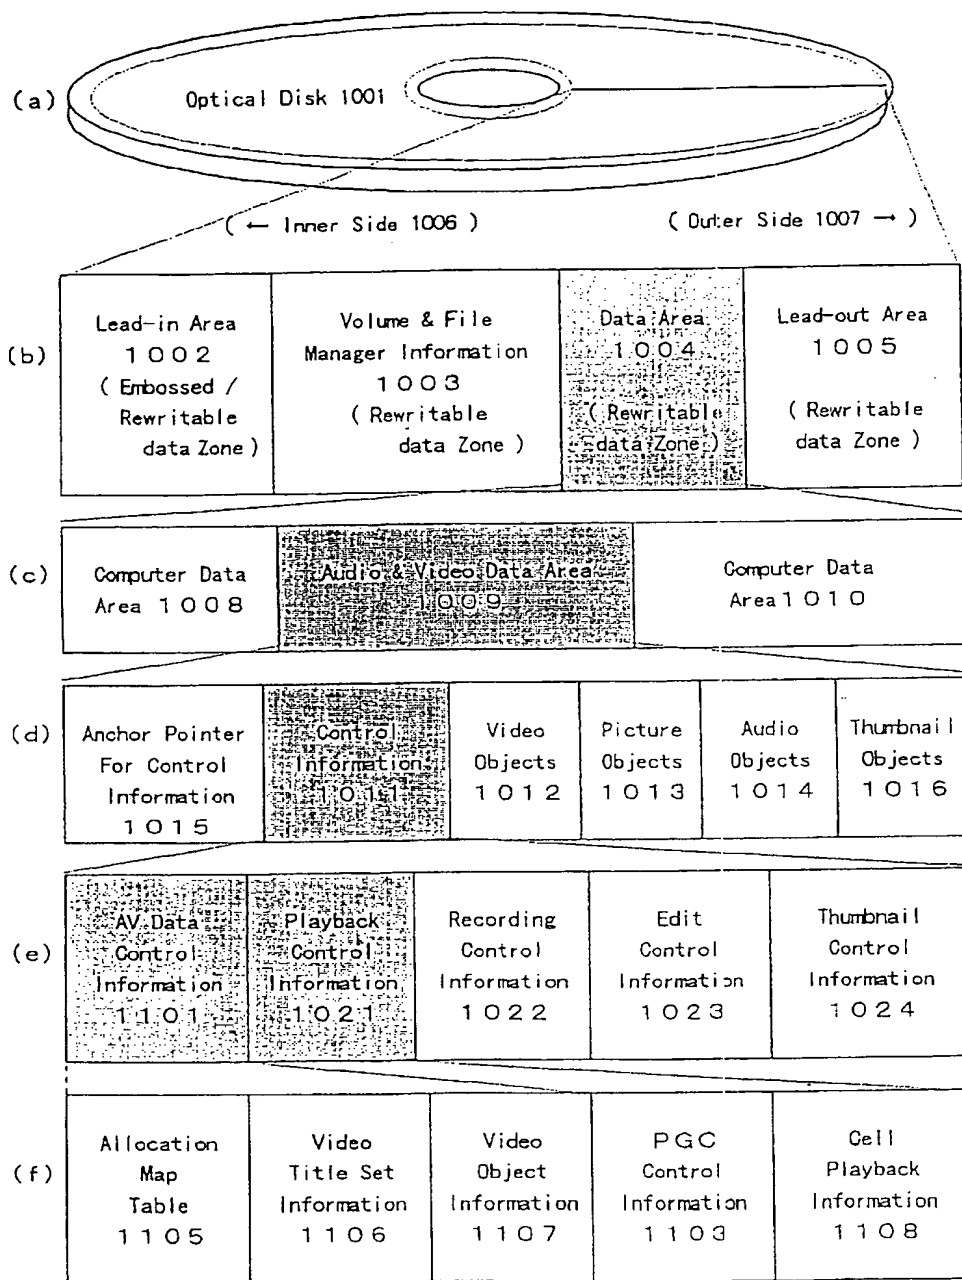 (a)
Optical Disk 1001
( ← Inner Side 1006 )
( Outer Side 1007 → )
(b)
Lead-in Area
1002
( Embossed /
Rewritable
data Zone )
Volume & File
Manager Information
1003
( Rewritable
data Zone )
Data Area
1004
( Rewritable
data Zone )
Lead-out Area
1005
( Rewritable
data Zone )
(c)
Computer Data
Area 1008
Audio & Video Data Area
1009
Computer Data
Area 1010
(d)
Anchor Pointer
For Control
Information
1015
Control
Information
1011
Video
Objects
1012
Picture
Objects
1013
Audio
Objects
1014
Thumbnail
Objects
1016
(e)
AV Data
Control
Information
1101
Playback
Control
Information
1021
Recording
Control
Information
1022
Edit
Control
Information
1023
Thumbnail
Control
Information
1024
(f)
Allocation
Map
Table
1105
Video
Title Set
Information
1106
Video
Object
Information
1107
PGC
Control
Information
1103
Cell
Playback
Information
1108